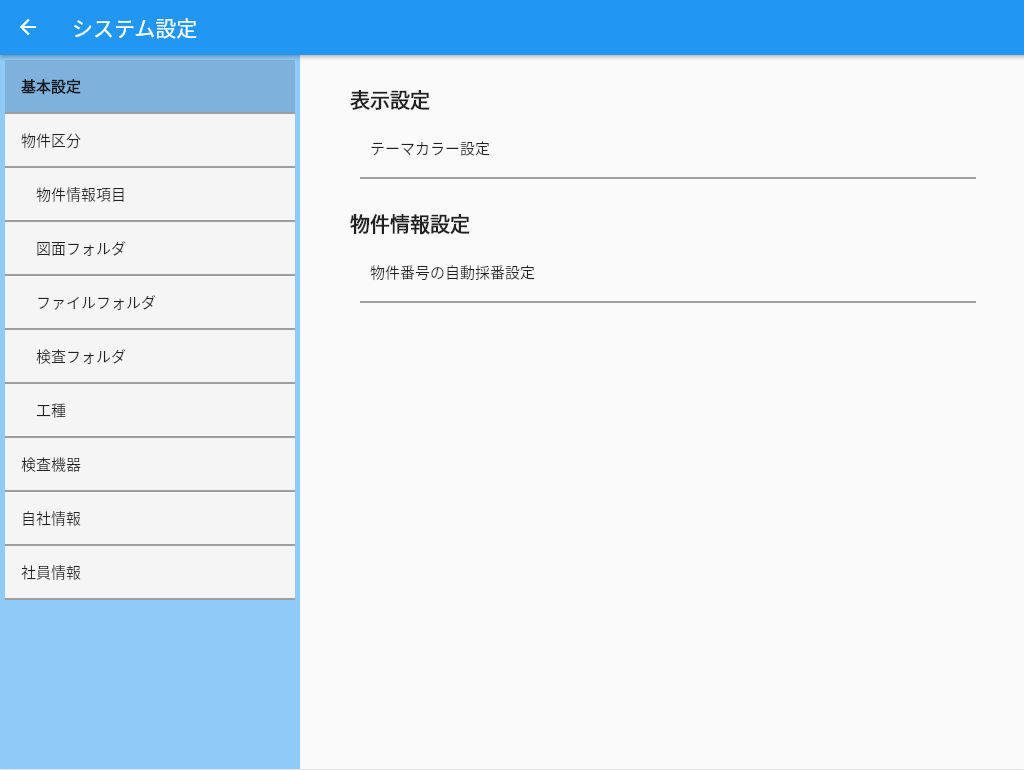 システム設定
基本設定
物件区分
物件情報項目
図面フォルダ
ファイルフォルダ
検査フォルダ
工種
検査機器
自社情報
社員情報
表示設定
テーマカラー設定
物件情報設定
物件番号の自動採番設定